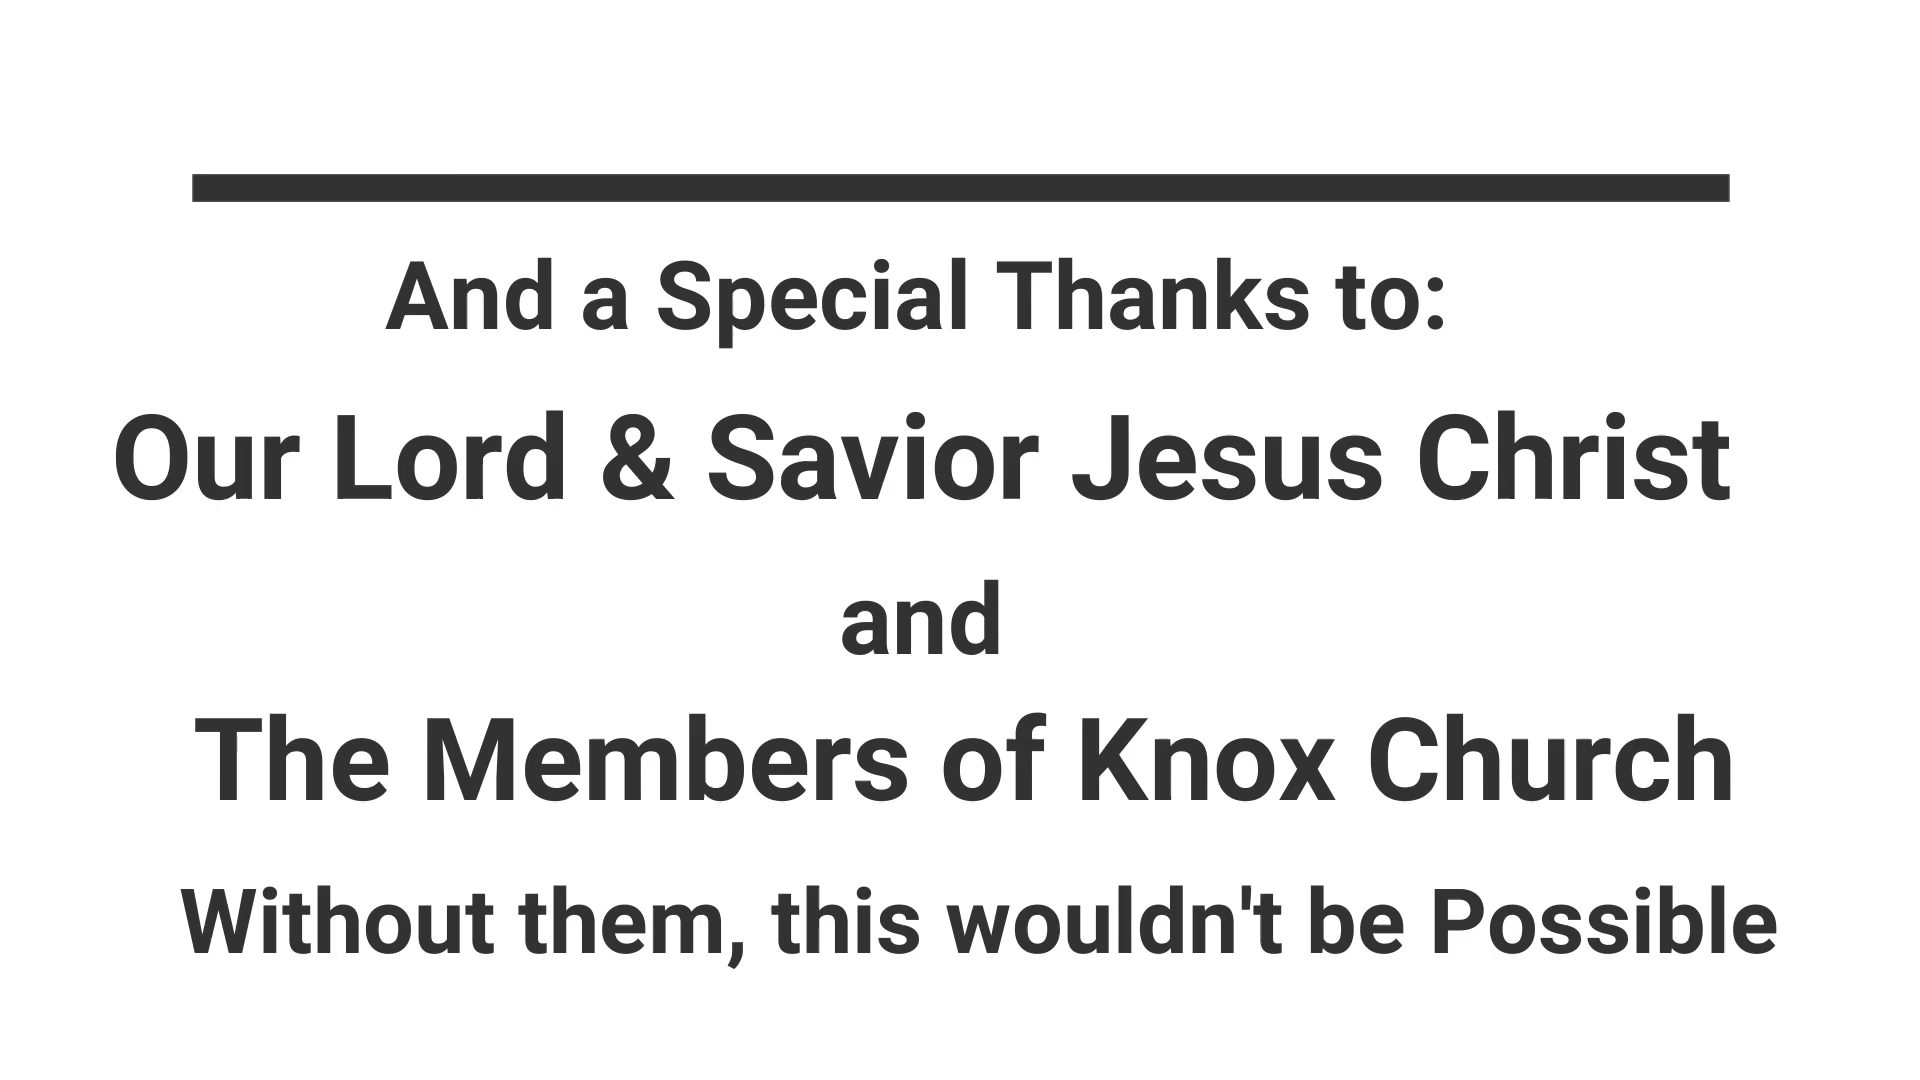 And a Special Thanks to:
Our Lord & Savior Jesus Christ
and
The Members of Knox Church
Without them, this wouldn't be Possible